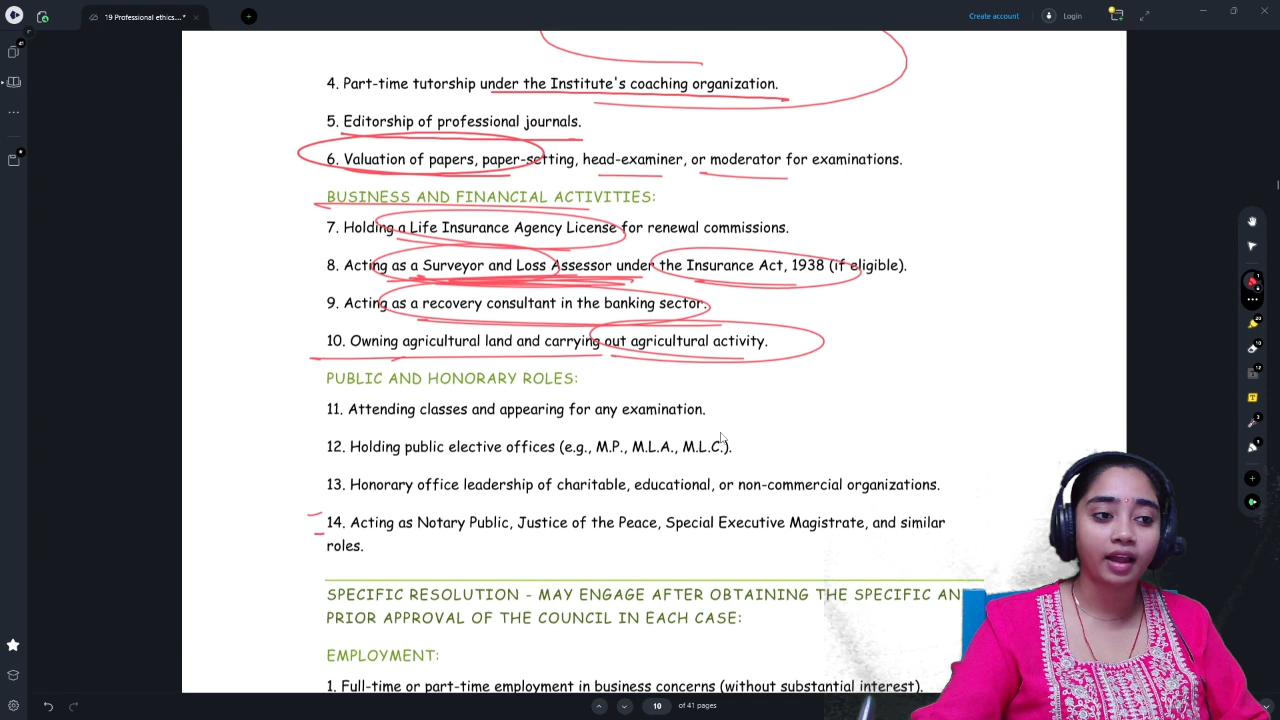 19 Professional ethics....*
Create account
Login
4. Part-time tutorship under the Institute's coaching organization.
5. Editorship of professional journals.
6. Valuation of papers, paper-setting, head-examiner, or moderator for examinations.
BUSINESS AND FINANCIAL ACTIVITIES:
7. Holding a Life Insurance Agency License for renewal commissions.
8. Acting as a Surveyor and Loss Assessor under the Insurance Act, 1938 (if eligible).
9. Acting as a recovery consultant in the banking sector.
10. Owning agricultural land and carrying out agricultural activity.
PUBLIC AND HONORARY ROLES:
11. Attending classes and appearing for any examination.
12. Holding public elective offices (e.g., M.P., M.L.A., M.L.C.).
13. Honorary office leadership of charitable, educational, or non-commercial organizations.
14. Acting as Notary Public, Justice of the Peace, Special Executive Magistrate, and similar
roles.
SPECIFIC RESOLUTION - MAY ENGAGE AFTER OBTAINING THE SPECIFIC AN
PRIOR APPROVAL OF THE COUNCIL IN EACH CASE:
EMPLOYMENT:
1. Full-time or part-time employment in business concerns (without substantial interest).
10 of 41 pages